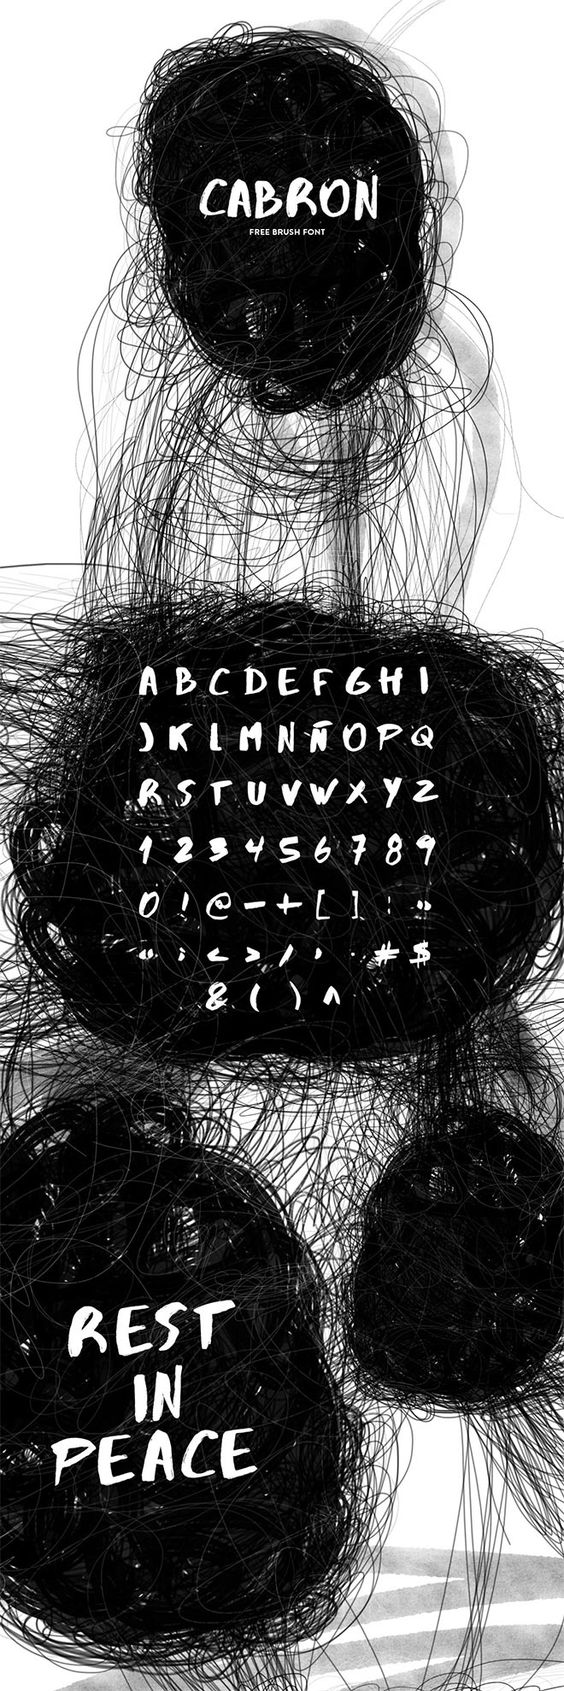 CABRON
FREE BRUSH FONT
A B C D E F G H I
J K L M N Ñ O P Q
R S T U V W X Y Z
1 2 3 4 5 6 7 8 9
0 ! @ - + [ ] : »
« ; < > / , . # $
& ( ) ^
REST
IN
PEACE